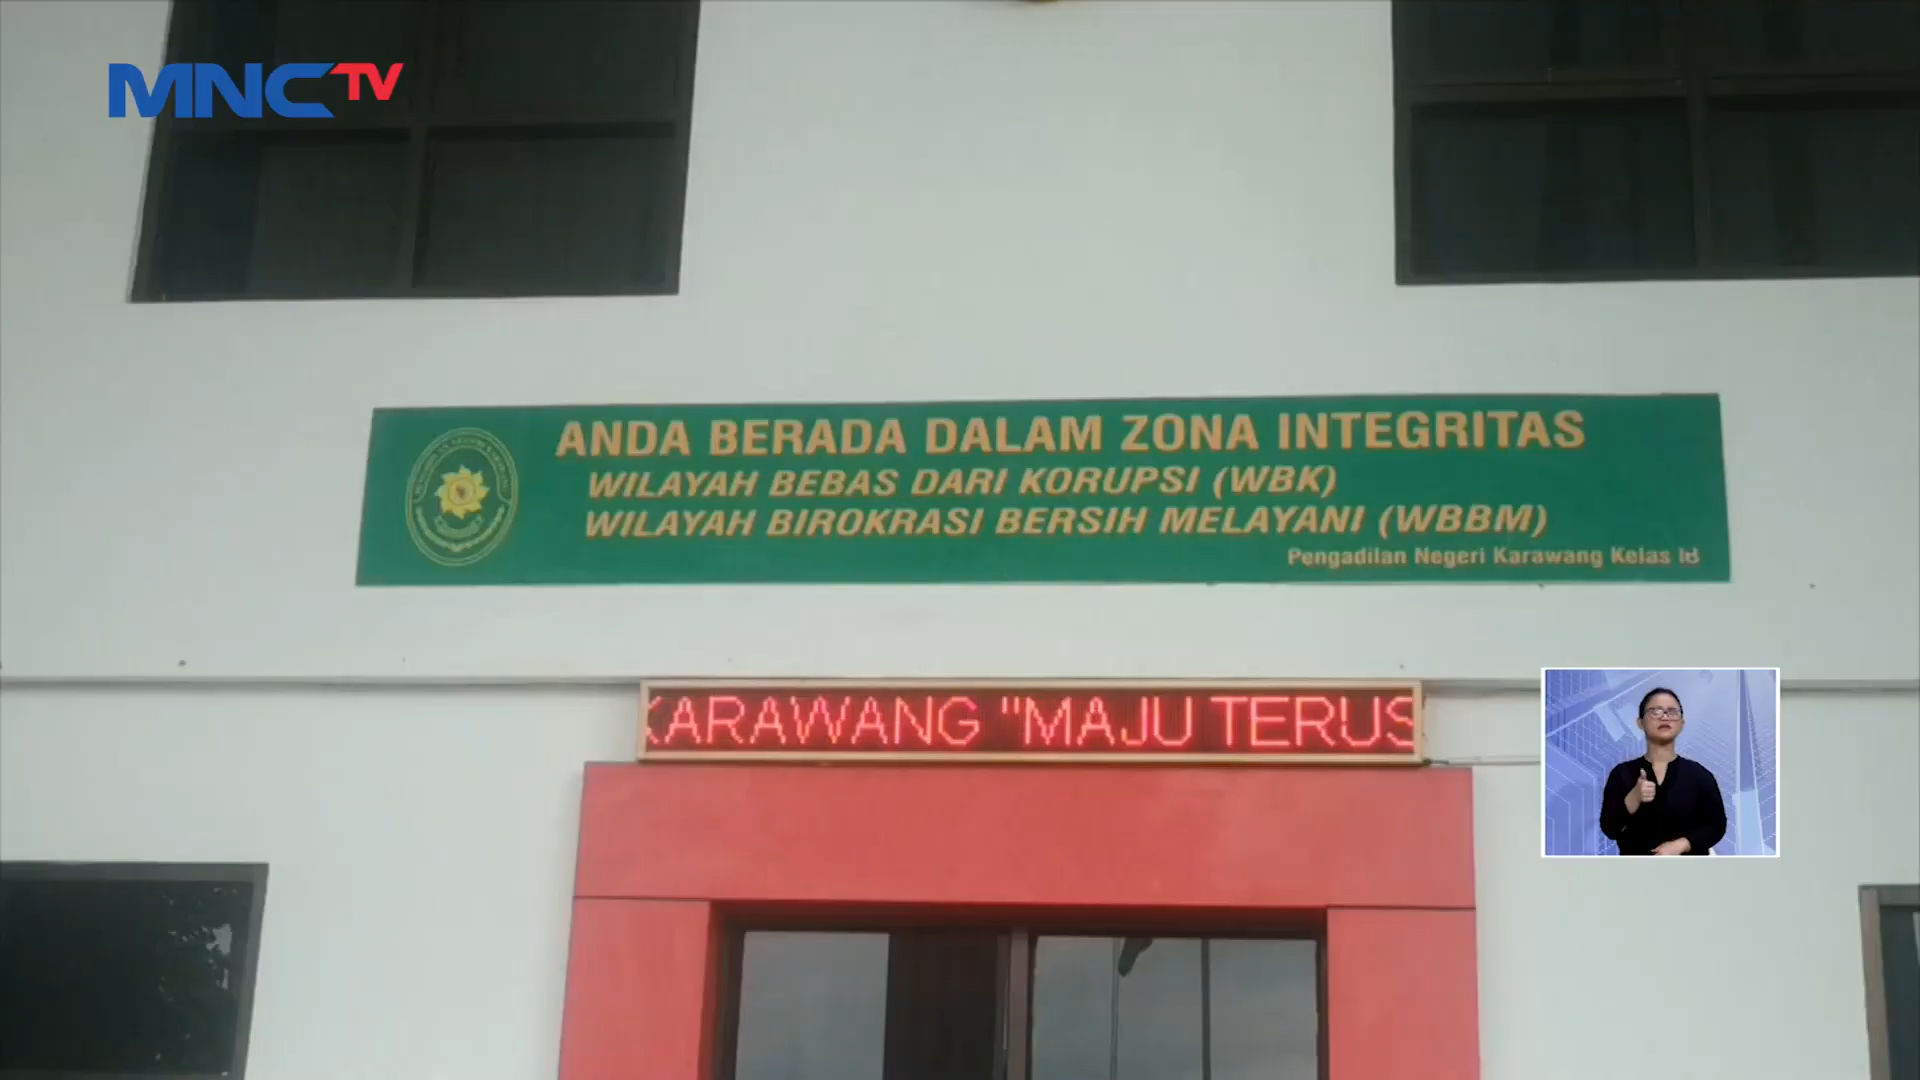 MNCTV
ANDA BERADA DALAM ZONA INTEGRITAS
WILAYAH BEBAS DARI KORUPSI (WBK)
WILAYAH BIROKRASI BERSIH MELAYANI (WBBM)
Pengadilan Negeri Karawang Kelas IB
KARAWANG "MAJU TERUS